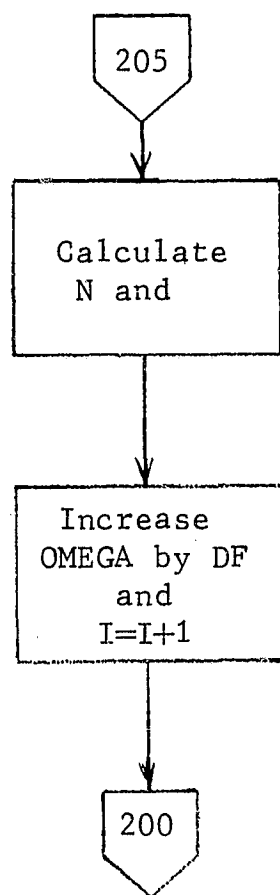 205
Calculate
N and
Increase
OMEGA by DF
and
I=I+1
200